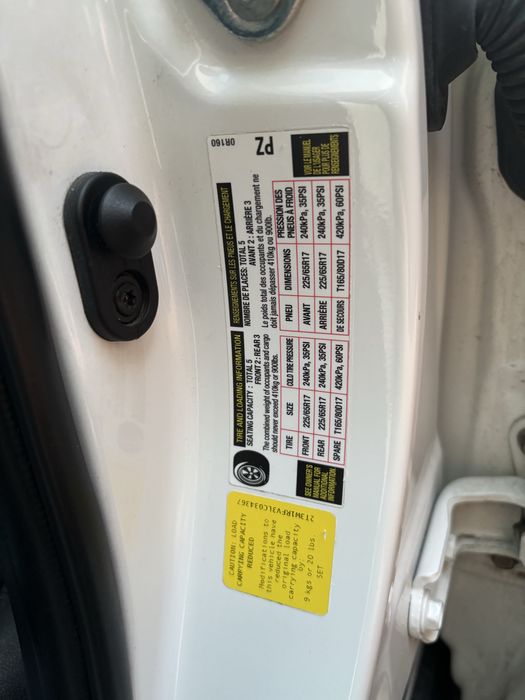 TIRE AND LOADING INFORMATION
SEATING CAPACITY : TOTAL 5
FRONT 2 : REAR 3
The combined weight of occupants and cargo
should never exceed 410kg or 900lbs.
TIRE SIZE COLD TIRE PRESSURE
FRONT 225/65R17 240kPa, 35PSI
REAR 225/65R17 240kPa, 35PSI
SPARE T165/80D17 420kPa, 60PSI
SEE OWNER'S
MANUAL FOR
ADDITIONAL
INFORMATION
RENSEIGNEMENTS SUR LES PNEUS ET LE CHARGEMENT
NOMBRE DE PLACES: TOTAL 5
AVANT 2 : ARRIÈRE 3
Le poids total des occupants et du chargement ne
doit jamais dépasser 410kg ou 900lb.
PNEU DIMENSIONS PRESSION DES
PNEUS À FROID
AVANT 225/65R17 240kPa, 35PSI
ARRIÈRE 225/65R17 240kPa, 35PSI
DE SECOURS T165/80D17 420kPa, 60PSI
VOIR LE MANUEL
DE L'USAGER
POUR PLUS DE
RENSEIGNEMENTS
0R160
PZ
CAUTION: LOAD
CARRYING CAPACITY
REDUCED
Modifications to
this vehicle have
reduced the
original load
carrying capacity
by:
9 kgs or 20 lbs.
SET
2T3W1RFV3LC034367